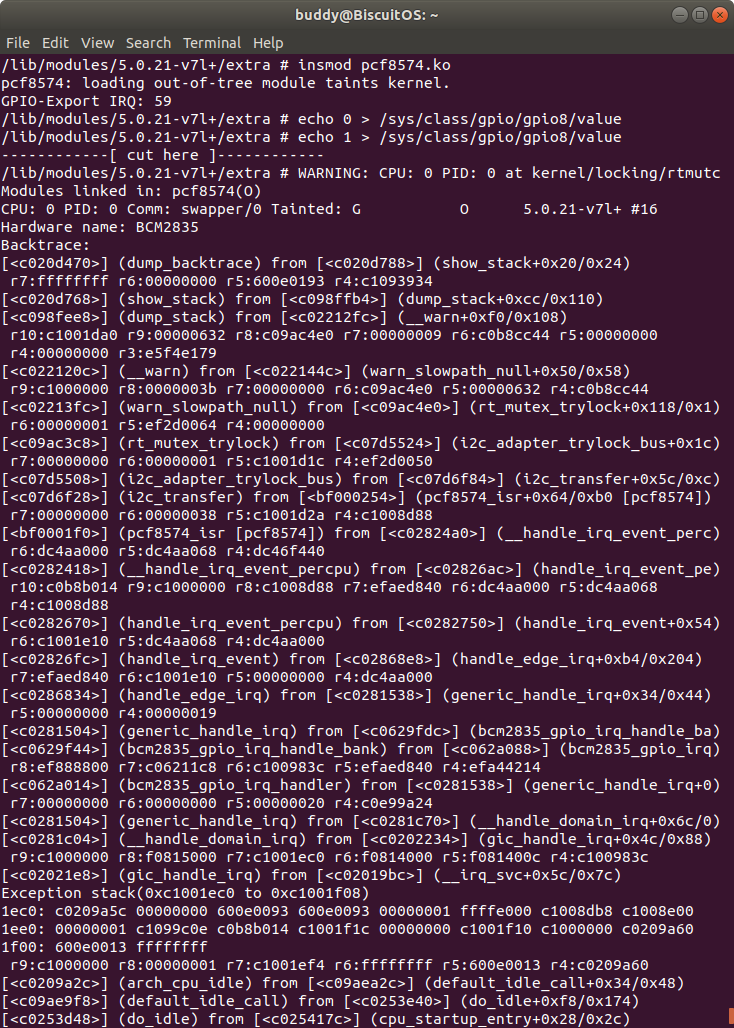 buddy@BiscuitOS: ~
File Edit View Search Terminal Help
/lib/modules/5.0.21-v7l+/extra # insmod pcf8574.ko
pcf8574: loading out-of-tree module taints kernel.
GPIO-Export IRQ: 59
/lib/modules/5.0.21-v7l+/extra # echo 0 > /sys/class/gpio/gpio8/value
/lib/modules/5.0.21-v7l+/extra # echo 1 > /sys/class/gpio/gpio8/value
------------[ cut here ]------------
/lib/modules/5.0.21-v7l+/extra # WARNING: CPU: 0 PID: 0 at kernel/locking/rtmutc
Modules linked in: pcf8574(O)
CPU: 0 PID: 0 Comm: swapper/0 Tainted: G           O      5.0.21-v7l+ #16
Hardware name: BCM2835
Backtrace:
[<c020d470>] (dump_backtrace) from [<c020d788>] (show_stack+0x20/0x24)
 r7:ffffffff r6:00000000 r5:600e0193 r4:c1093934
[<c020d768>] (show_stack) from [<c098ffb4>] (dump_stack+0xcc/0x110)
[<c098fee8>] (dump_stack) from [<c02212fc>] (__warn+0xf0/0x108)
 r10:c1001da0 r9:00000632 r8:c09ac4e0 r7:00000009 r6:c0b8cc44 r5:00000000
 r4:00000000 r3:e5f4e179
[<c022120c>] (__warn) from [<c022144c>] (warn_slowpath_null+0x50/0x58)
 r9:c1000000 r8:0000003b r7:00000000 r6:c09ac4e0 r5:00000632 r4:c0b8cc44
[<c02213fc>] (warn_slowpath_null) from [<c09ac4e0>] (rt_mutex_trylock+0x118/0x1)
 r6:00000001 r5:ef2d0064 r4:00000000
[<c09ac3c8>] (rt_mutex_trylock) from [<c07d5524>] (i2c_adapter_trylock_bus+0x1c)
 r7:00000000 r6:00000001 r5:c1001d1c r4:ef2d0050
[<c07d5508>] (i2c_adapter_trylock_bus) from [<c07d6f84>] (i2c_transfer+0x5c/0xc)
[<c07d6f28>] (i2c_transfer) from [<bf000254>] (pcf8574_isr+0x64/0xb0 [pcf8574])
 r7:00000000 r6:00000038 r5:c1001d2a r4:c1008d88
[<bf0001f0>] (pcf8574_isr [pcf8574]) from [<c02824a0>] (__handle_irq_event_perc)
 r6:dc4aa000 r5:dc4aa068 r4:dc46f440
[<c0282418>] (__handle_irq_event_percpu) from [<c02826ac>] (handle_irq_event_pe)
 r10:c0b8b014 r9:c1000000 r8:c1008d88 r7:efaed840 r6:dc4aa000 r5:dc4aa068
 r4:c1008d88
[<c0282670>] (handle_irq_event_percpu) from [<c0282750>] (handle_irq_event+0x54)
 r6:c1001e10 r5:dc4aa068 r4:dc4aa000
[<c02826fc>] (handle_irq_event) from [<c02868e8>] (handle_edge_irq+0xb4/0x204)
 r7:efaed840 r6:c1001e10 r5:00000000 r4:dc4aa000
[<c0286834>] (handle_edge_irq) from [<c0281538>] (generic_handle_irq+0x34/0x44)
 r5:00000000 r4:00000019
[<c0281504>] (generic_handle_irq) from [<c0629fdc>] (bcm2835_gpio_irq_handle_ba)
[<c0629f44>] (bcm2835_gpio_irq_handle_bank) from [<c062a088>] (bcm2835_gpio_irq)
 r8:ef888800 r7:c06211c8 r6:c100983c r5:efaed840 r4:efa44214
[<c062a014>] (bcm2835_gpio_irq_handler) from [<c0281538>] (generic_handle_irq+0)
 r7:00000000 r6:00000000 r5:00000020 r4:c0e99a24
[<c0281504>] (generic_handle_irq) from [<c0281c70>] (__handle_domain_irq+0x6c/0)
[<c0281c04>] (__handle_domain_irq) from [<c0202234>] (gic_handle_irq+0x4c/0x88)
 r9:c1000000 r8:f0815000 r7:c1001ec0 r6:f0814000 r5:f081400c r4:c100983c
[<c02021e8>] (gic_handle_irq) from [<c02019bc>] (__irq_svc+0x5c/0x7c)
Exception stack(0xc1001ec0 to 0xc1001f08)
1ec0: c0209a5c 00000000 600e0093 600e0093 00000001 ffffe000 c1008db8 c1008e00
1ee0: 00000001 c1099c0e c0b8b014 c1001f1c 00000000 c1001f10 c1000000 c0209a60
1f00: 600e0013 ffffffff
 r9:c1000000 r8:00000001 r7:c1001ef4 r6:ffffffff r5:600e0013 r4:c0209a60
[<c0209a2c>] (arch_cpu_idle) from [<c09aea2c>] (default_idle_call+0x34/0x48)
[<c09ae9f8>] (default_idle_call) from [<c0253e40>] (do_idle+0xf8/0x174)
[<c0253d48>] (do_idle) from [<c025417c>] (cpu_startup_entry+0x28/0x2c)